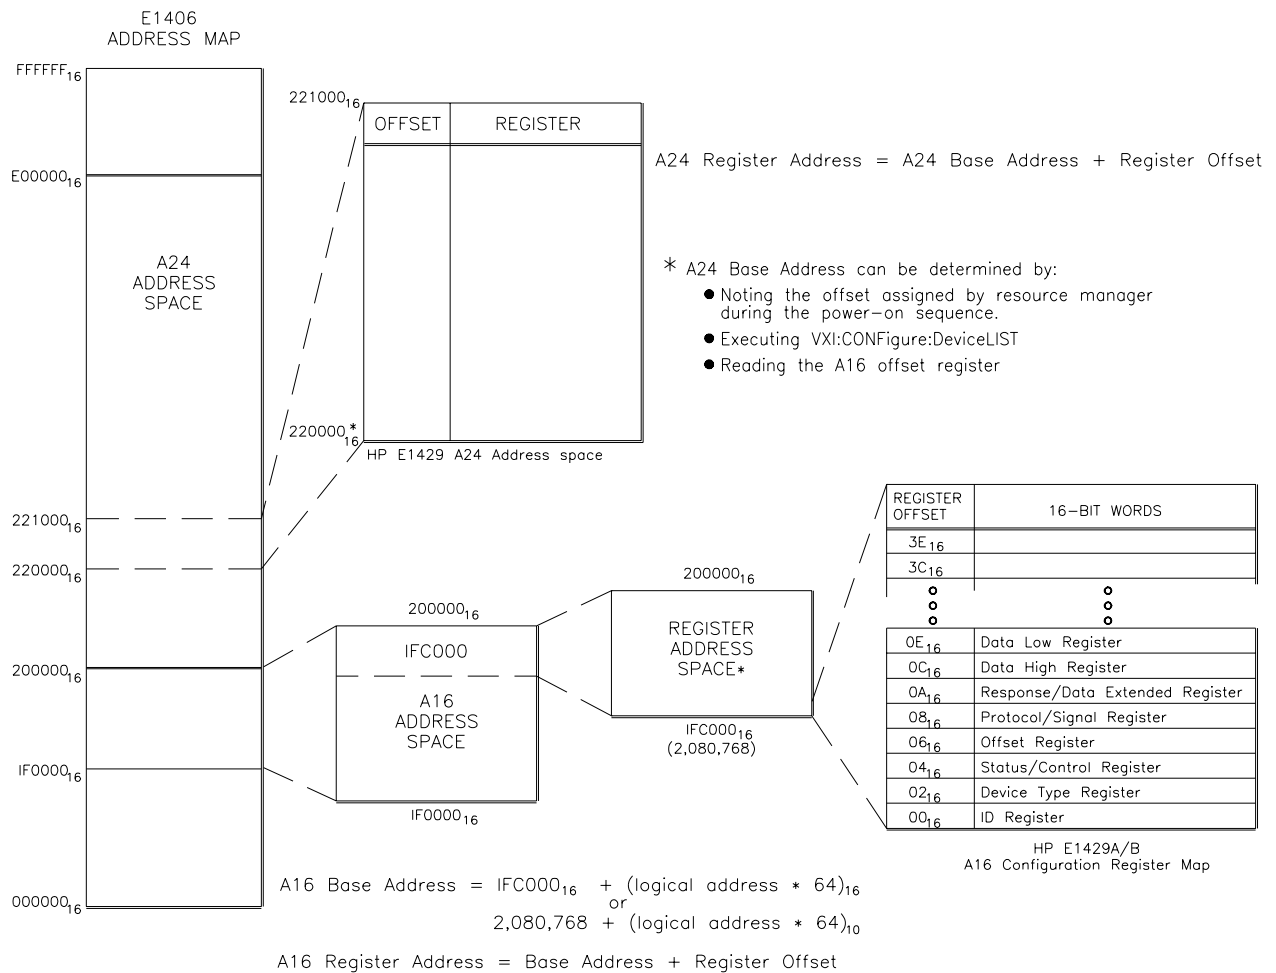 E1406
ADDRESS MAP
FFFFFF16
E0000016
A24
ADDRESS
SPACE
22100016
22000016
20000016
IF000016
00000016
22100016
OFFSET REGISTER
220000*16
HP E1429 A24 Address space
A24 Register Address = A24 Base Address + Register Offset
* A24 Base Address can be determined by:
● Noting the offset assigned by resource manager
during the power-on sequence.
● Executing VXI:CONFigure:DeviceLIST
● Reading the A16 offset register
20000016
IFC000
A16
ADDRESS
SPACE
IF000016
20000016
REGISTER
ADDRESS
SPACE*
IFC00016
(2,080,768)
REGISTER
OFFSET
16-BIT WORDS
3E16
3C16
0E16 Data Low Register
0C16 Data High Register
0A16 Response/Data Extended Register
0816 Protocol/Signal Register
0616 Offset Register
0416 Status/Control Register
0216 Device Type Register
0016 ID Register
HP E1429A/B
A16 Configuration Register Map
A16 Base Address = IFC00016 + (logical address * 64)16
or
2,080,768 + (logical address * 64)10
A16 Register Address = Base Address + Register Offset